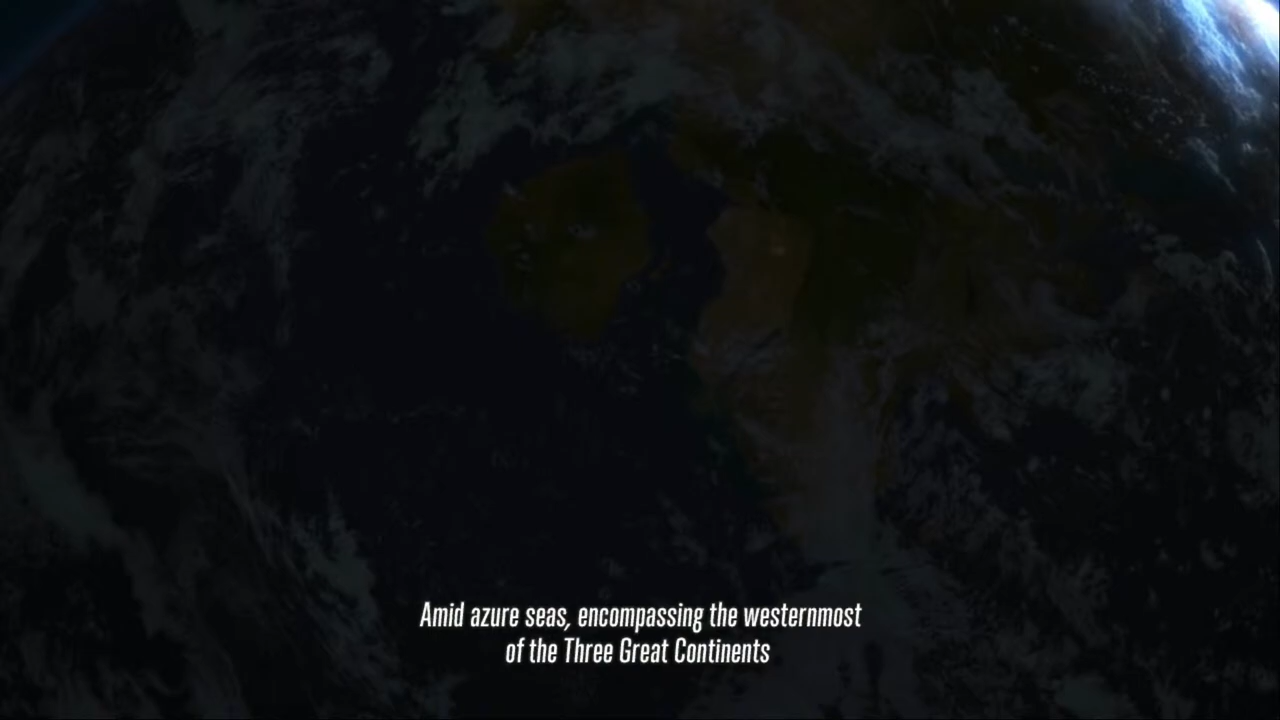 Amid azure seas, encompassing the westernmost
of the Three Great Continents